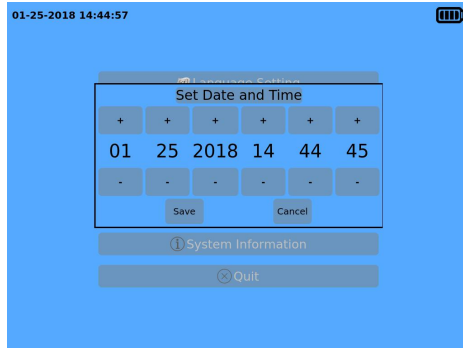 01-25-2018 14:44:57
Language Setting
Set Date and Time
+ + + + + +
01 25 2018 14 44 45
- - - - - -
Save Cancel
System Information
Quit